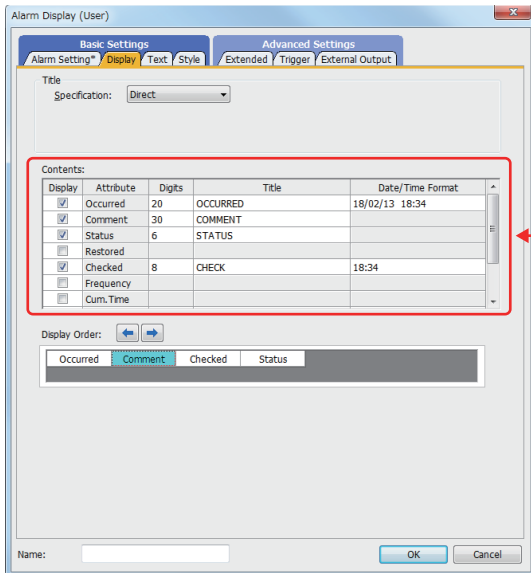 Alarm Display (User)
Basic Settings Advanced Settings
Alarm Setting* Display Text Style Extended Trigger External Output
Title
Specification: Direct
Contents:
Display Attribute Digits Title Date/Time Format
Occurred 20 OCCURRED 18/02/13 18:34
Comment 30 COMMENT
Status 6 STATUS
Restored
Checked 8 CHECK 18:34
Frequency
Cum.Time
Display Order:
Occurred Comment Checked Status
Name: OK Cancel